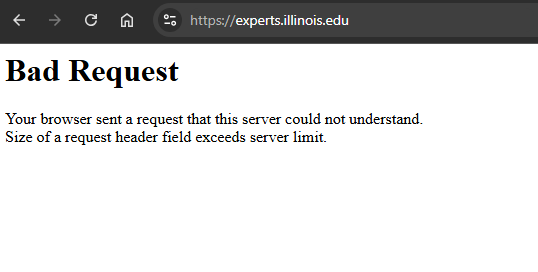 https://experts.illinois.edu
Bad Request
Your browser sent a request that this server could not understand.
Size of a request header field exceeds server limit.